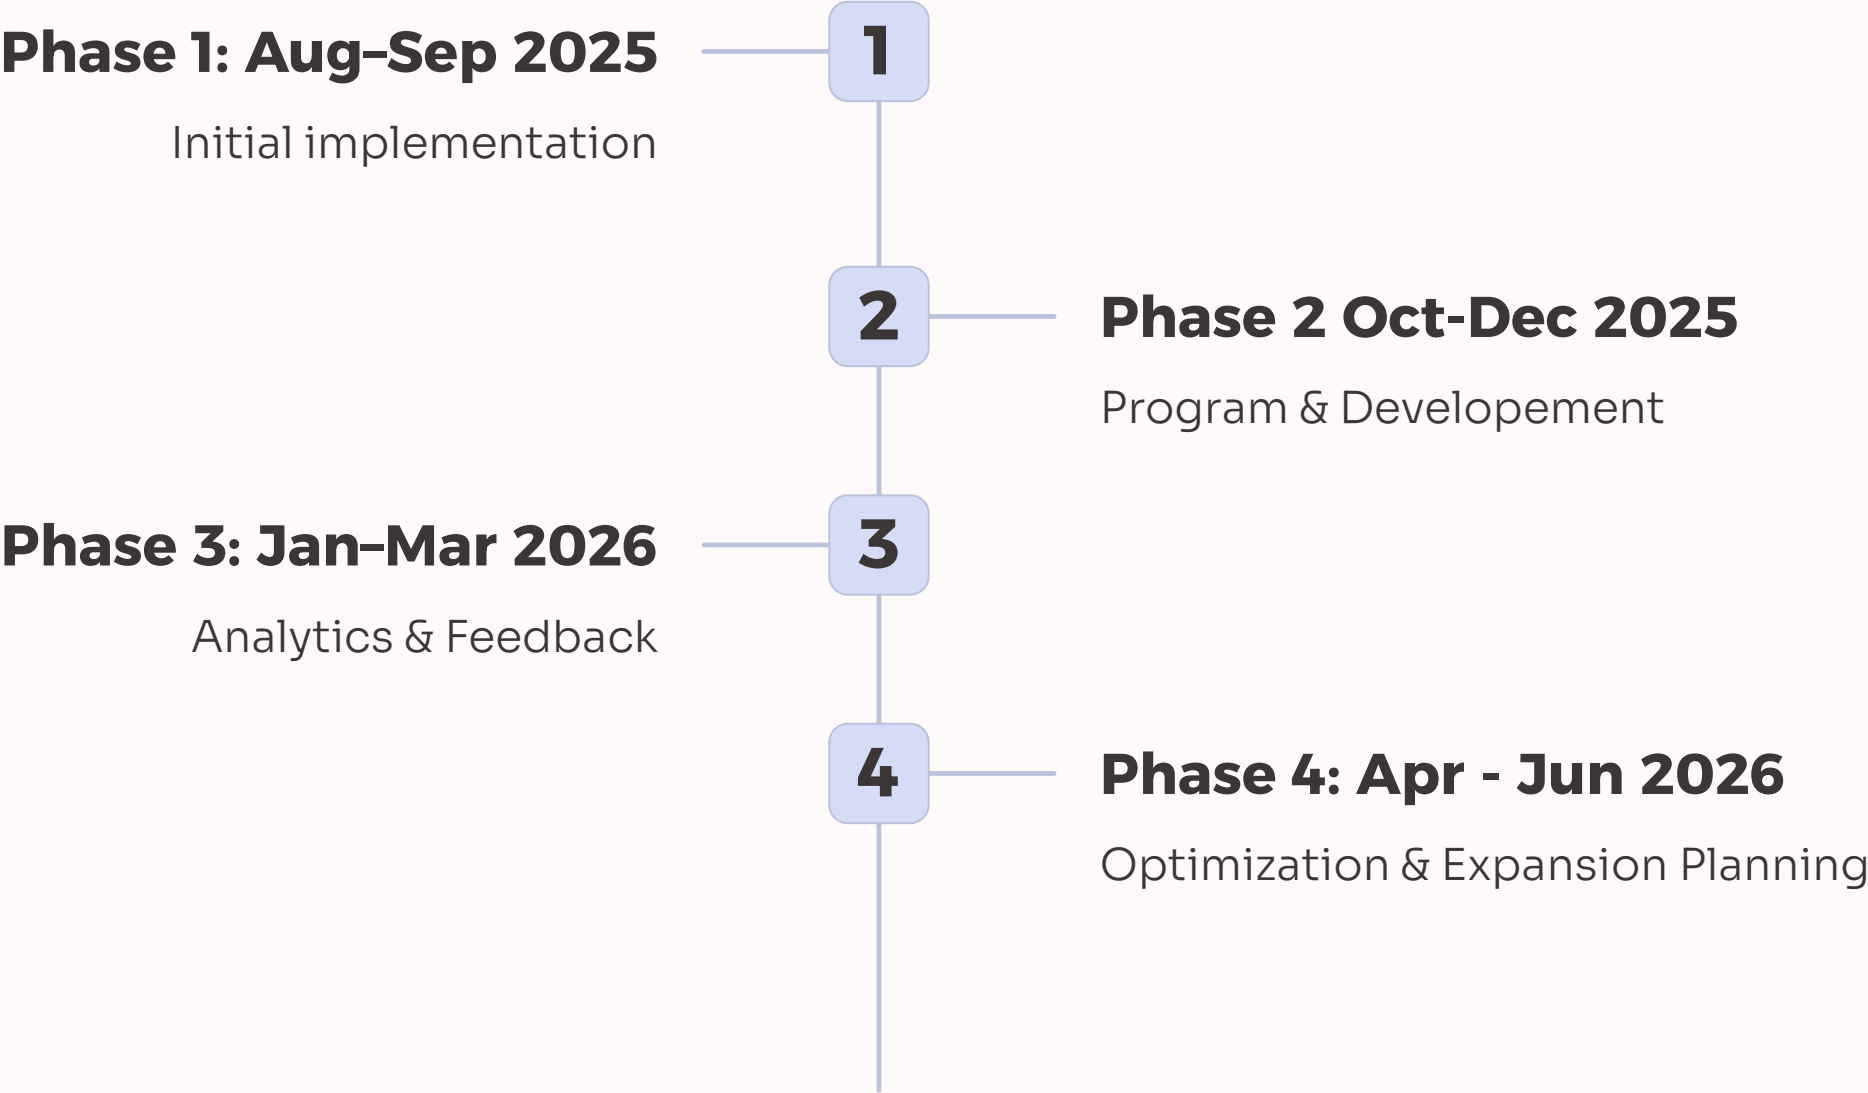 Phase 1: Aug–Sep 2025
1
Initial implementation
2
Phase 2 Oct-Dec 2025
Program & Developement
Phase 3: Jan–Mar 2026
3
Analytics & Feedback
4
Phase 4: Apr - Jun 2026
Optimization & Expansion Planning